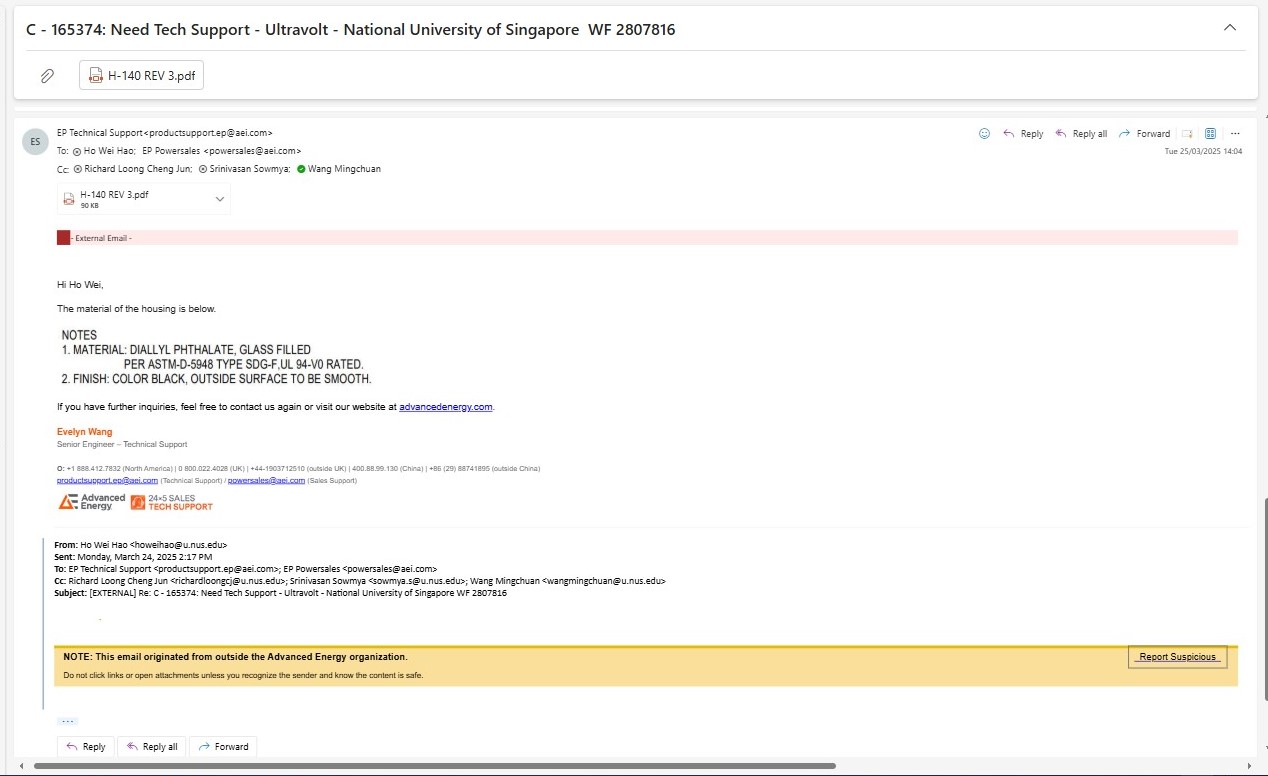 C - 165374: Need Tech Support - Ultravolt - National University of Singapore  WF 2807816
H-140 REV 3.pdf
ES
EP Technical Support<productsupport.ep@aei.com>
Reply
Reply all
Forward
To: Ho Wei Hao; EP Powersales <powersales@aei.com>
Tue 25/03/2025 14:04
Cc: Richard Loong Cheng Jun; Srinivasan Sowmya; Wang Mingchuan
H-140 REV 3.pdf
90 KB
- External Email -
Hi Ho Wei,
The material of the housing is below.
NOTES
1. MATERIAL: DIALLYL PHTHALATE, GLASS FILLED
PER ASTM-D-5948 TYPE SDG-F,UL 94-V0 RATED.
2. FINISH: COLOR BLACK, OUTSIDE SURFACE TO BE SMOOTH.
If you have further inquiries, feel free to contact us again or visit our website at advancedenergy.com.
Evelyn Wang
Senior Engineer – Technical Support
O: +1 888.412.7832 (North America) | 0 800.022.4028 (UK) | +44-1903712510 (outside UK) | 400.88.99.130 (China) | +86 (29) 88741895 (outside China)
productsupport.ep@aei.com (Technical Support) / powersales@aei.com (Sales Support)
AE Advanced Energy
24×5 SALES
TECH SUPPORT
From: Ho Wei Hao <howeihao@u.nus.edu>
Sent: Monday, March 24, 2025 2:17 PM
To: EP Technical Support <productsupport.ep@aei.com>; EP Powersales <powersales@aei.com>
Cc: Richard Loong Cheng Jun <richardloongcj@u.nus.edu>; Srinivasan Sowmya <sowmya.s@u.nus.edu>; Wang Mingchuan <wangmingchuan@u.nus.edu>
Subject: [EXTERNAL] Re: C - 165374: Need Tech Support - Ultravolt - National University of Singapore WF 2807816
NOTE: This email originated from outside the Advanced Energy organization.
Report Suspicious
Do not click links or open attachments unless you recognize the sender and know the content is safe.
...
Reply
Reply all
Forward